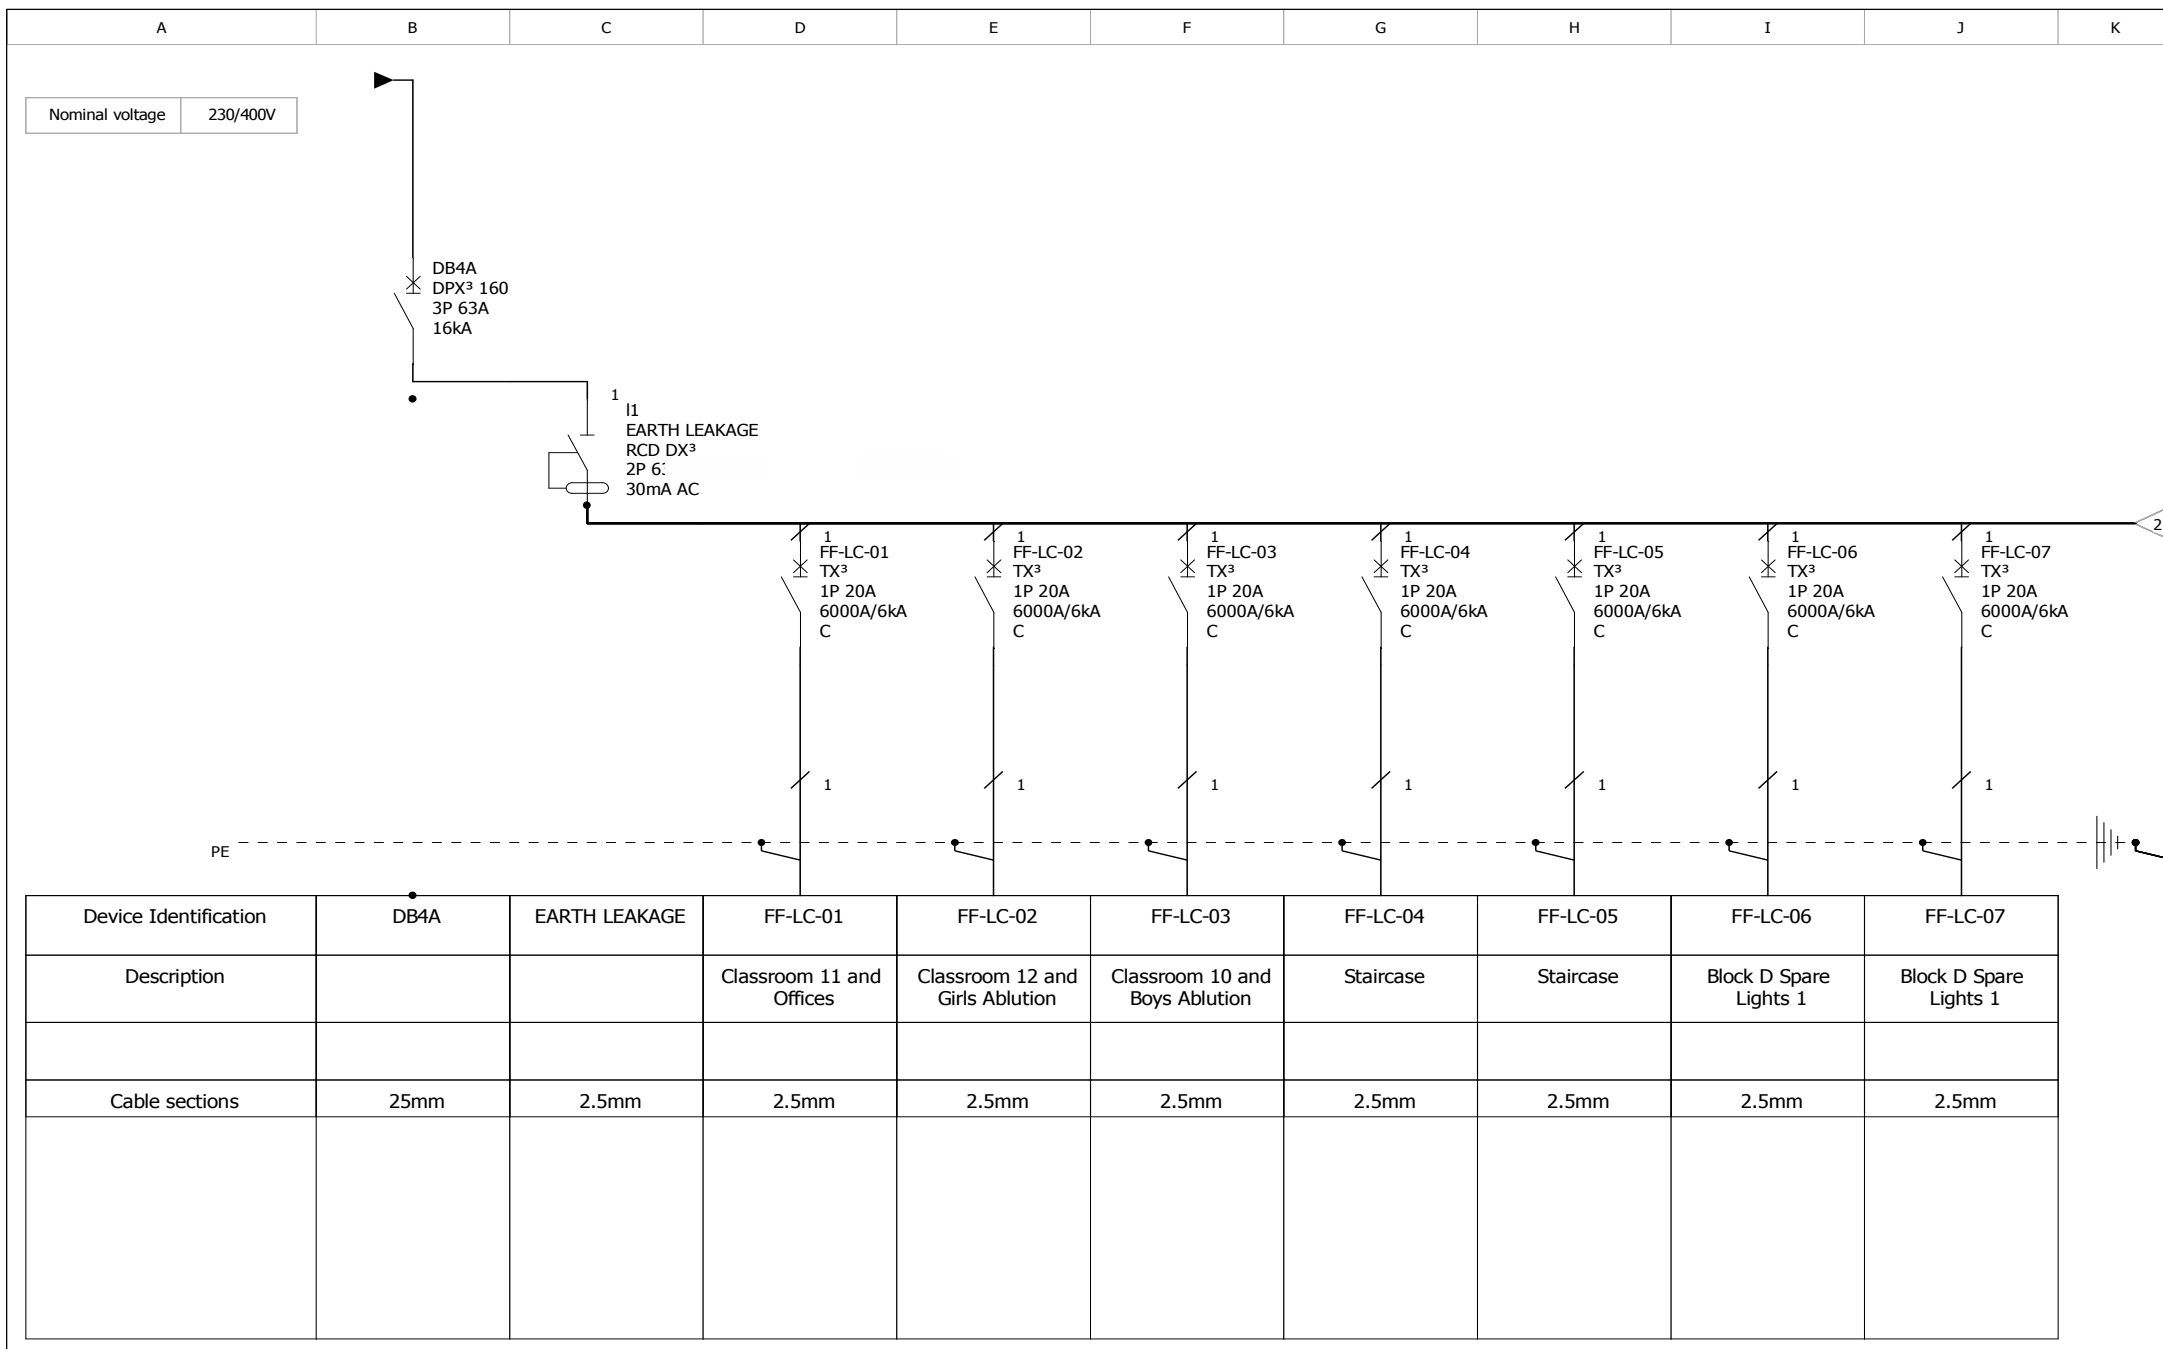 A B C D E F G H I J K
Nominal voltage 230/400V
DB4A
DPX³ 160
3P 63A
16kA
1
I1
EARTH LEAKAGE
RCD DX³
2P
30mA AC
2
1 1 1 1 1 1 1
FF-LC-01 FF-LC-02 FF-LC-03 FF-LC-04 FF-LC-05 FF-LC-06 FF-LC-07
TX³ TX³ TX³ TX³ TX³ TX³ TX³
1P 20A 1P 20A 1P 20A 1P 20A 1P 20A 1P 20A 1P 20A
6000A/6kA 6000A/6kA 6000A/6kA 6000A/6kA 6000A/6kA 6000A/6kA 6000A/6kA
C C C C C C C
1 1 1 1 1 1 1
PE
Device Identification DB4A EARTH LEAKAGE FF-LC-01 FF-LC-02 FF-LC-03 FF-LC-04 FF-LC-05 FF-LC-06 FF-LC-07
Description Classroom 11 and Classroom 12 and Classroom 10 and Staircase Staircase Block D Spare Block D Spare
Offices Girls Ablution Boys Ablution Lights 1 Lights 1
Cable sections 25mm 2.5mm 2.5mm 2.5mm 2.5mm 2.5mm 2.5mm 2.5mm 2.5mm